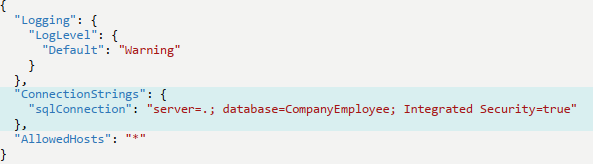 {
  "Logging": {
    "LogLevel": {
      "Default": "Warning"
    }
  },
  "ConnectionStrings": {
    "sqlConnection": "server=.; database=CompanyEmployee; Integrated Security=true"
  },
  "AllowedHosts": "*"
}